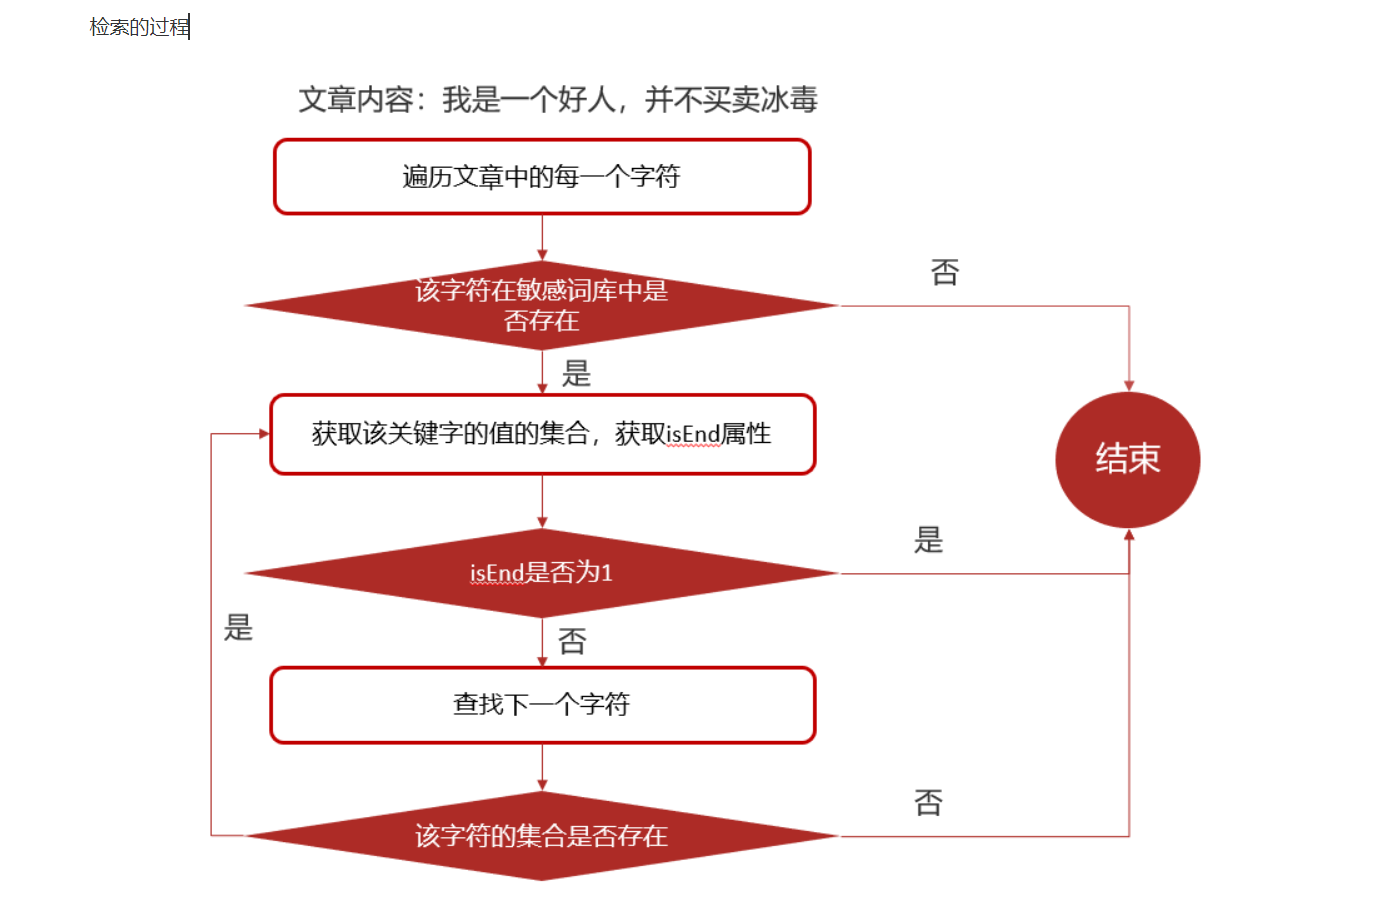 检索的过程
文章内容：我是一个好人，并不买卖冰毒
遍历文章中的每一个字符
该字符在敏感词库中是
否存在
否
是
获取该关键字的值的集合，获取isEnd属性
结束
isEnd是否为1
是
否
是
查找下一个字符
该字符的集合是否存在
否